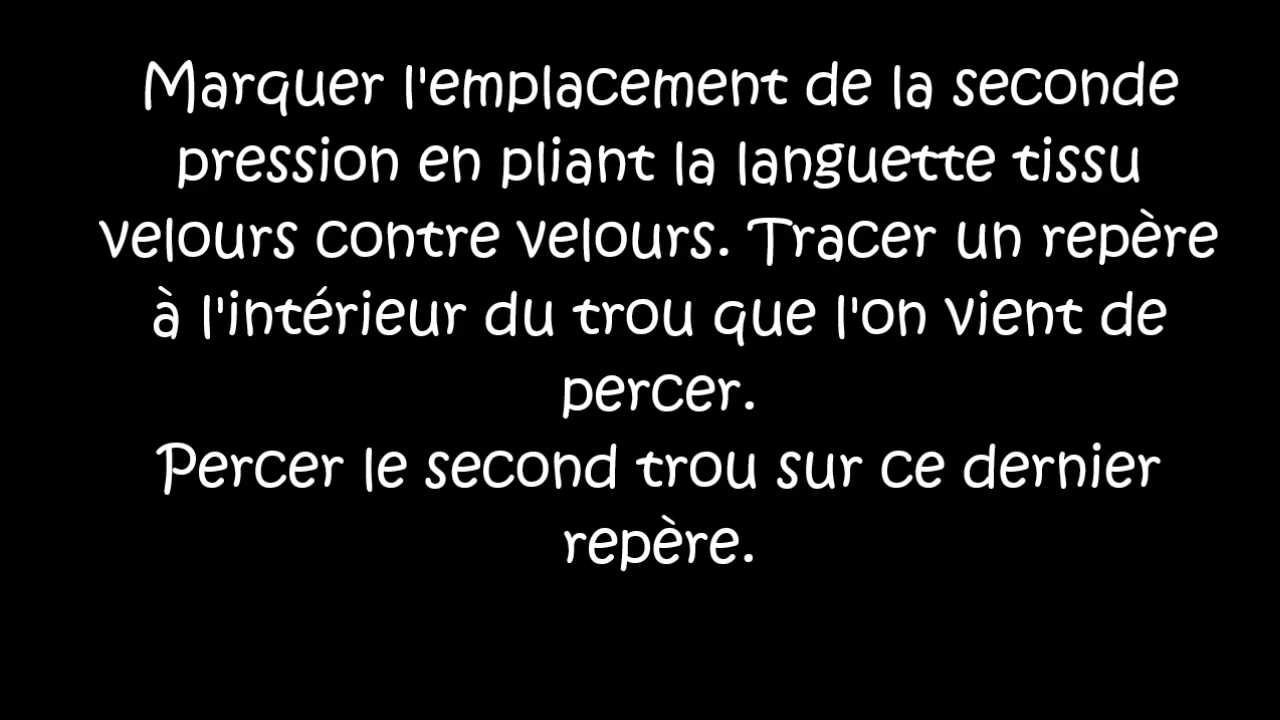 Marquer l'emplacement de la seconde
pression en pliant la languette tissu
velours contre velours. Tracer un repère
à l'intérieur du trou que l'on vient de
percer.
Percer le second trou sur ce dernier
repère.